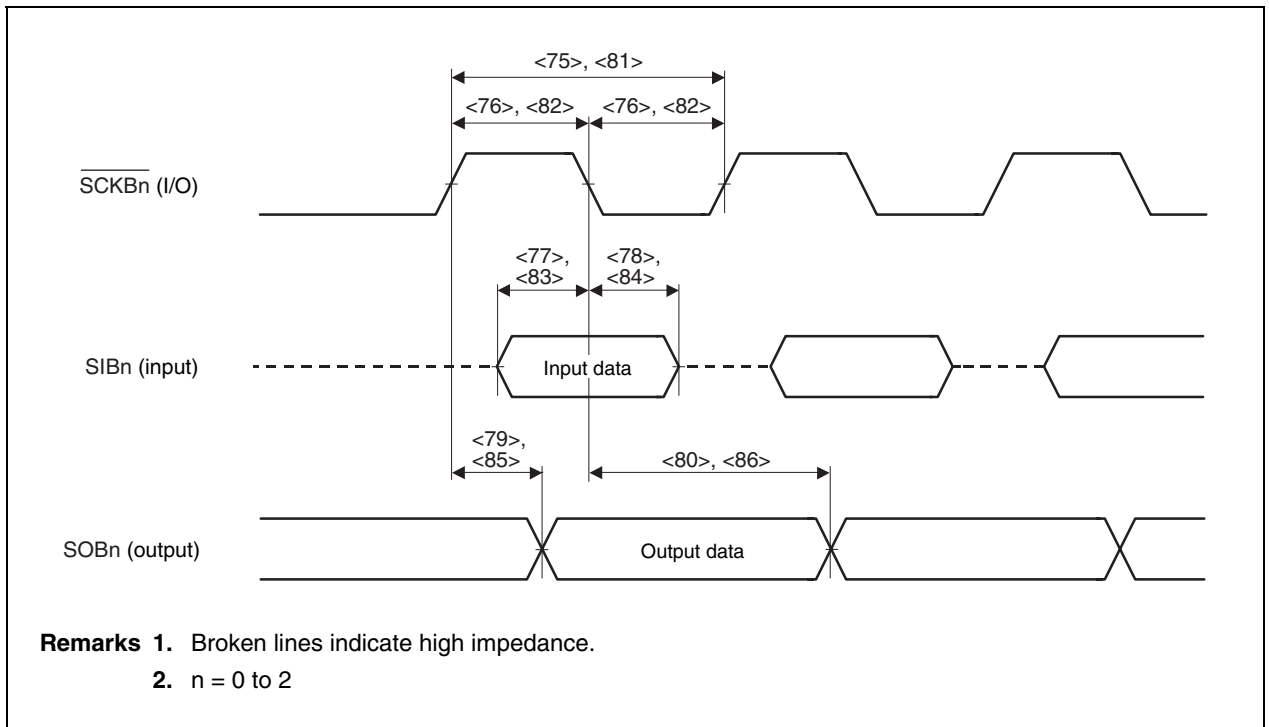 <75>, <81>
<76>, <82> <76>, <82>
SCKBn (I/O)
<77>, <78>,
<83> <84>
SIBn (input)
Input data
<79>,
<85>
<80>, <86>
SOBn (output)
Output data
Remarks 1. Broken lines indicate high impedance.
2. n = 0 to 2